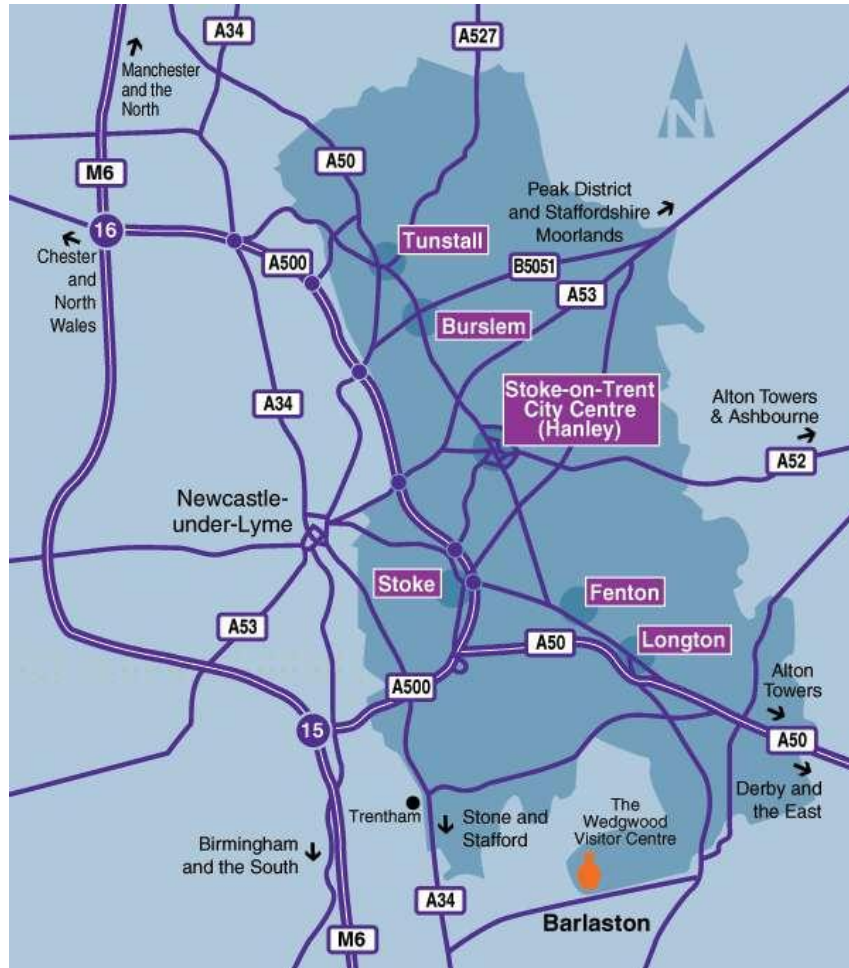 A34
A527
Manchester
and the
North
A50
M6
N
Peak District
and Staffordshire
Moorlands
16
Tunstall
Chester
and
North
Wales
A500
B5051
A53
Burslem
Stoke-on-Trent
City Centre
(Hanley)
A34
Alton Towers
& Ashbourne
A52
Newcastle-
under-Lyme
Stoke
Fenton
A53
A50
Longton
A500
Alton
Towers
15
A50
Derby and
the East
Trentham
Stone and
Stafford
The
Wedgwood
Visitor Centre
Birmingham
and the South
A34
Barlaston
M6